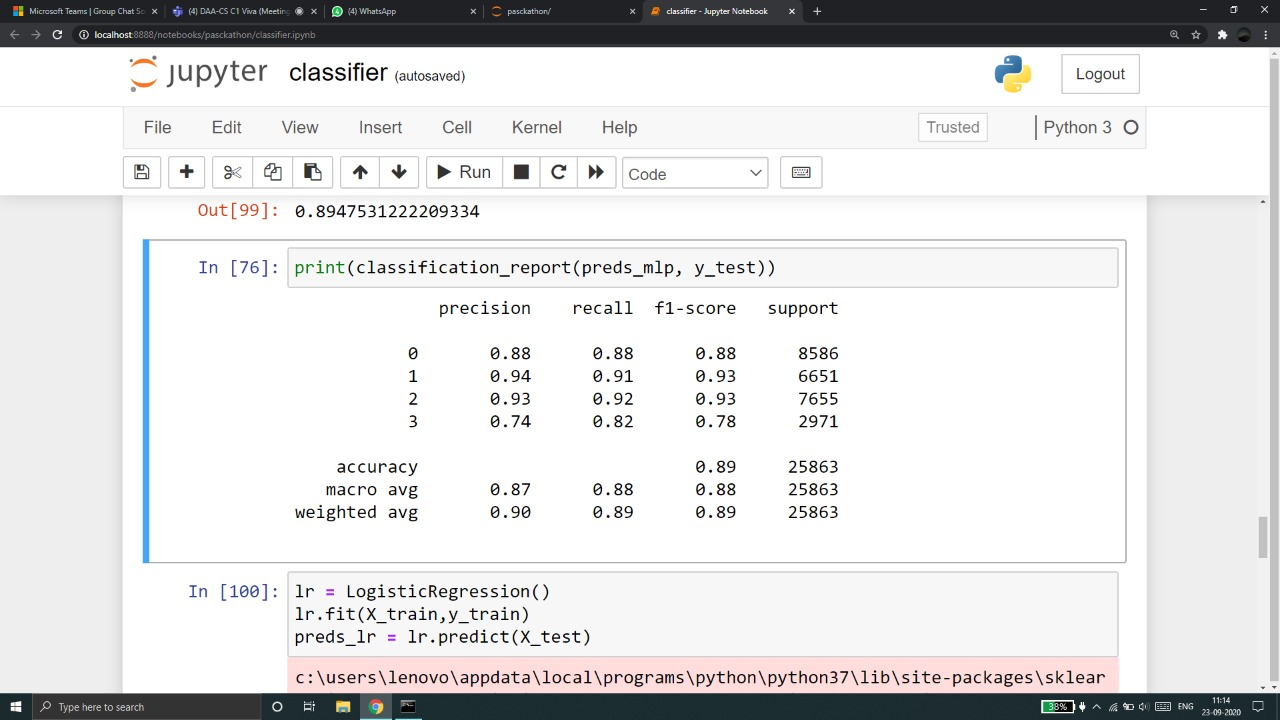 Microsoft Teams | Group Chat Sc
(4) DAA-CS C1 Viva (Meeting
(4) WhatsApp
pasckathon/
classifier - Jupyter Notebook
localhost:8888/notebooks/pasckathon/classifier.ipynb
jupyter classifier (autosaved)
Logout
File Edit View Insert Cell Kernel Help
Trusted
Python 3
Run
Code
Out[99]: 0.8947531222209334
In [76]: print(classification_report(preds_mlp, y_test))
precision recall f1-score support
0 0.88 0.88 0.88 8586
1 0.94 0.91 0.93 6651
2 0.93 0.92 0.93 7655
3 0.74 0.82 0.78 2971
accuracy 0.89 25863
macro avg 0.87 0.88 0.88 25863
weighted avg 0.90 0.89 0.89 25863
In [100]: lr = LogisticRegression()
lr.fit(X_train,y_train)
preds_lr = lr.predict(X_test)
c:\users\lenovo\appdata\local\programs\python\python37\lib\site-packages\sklear
Type here to search
38%
ENG
11:14
23-09-2020